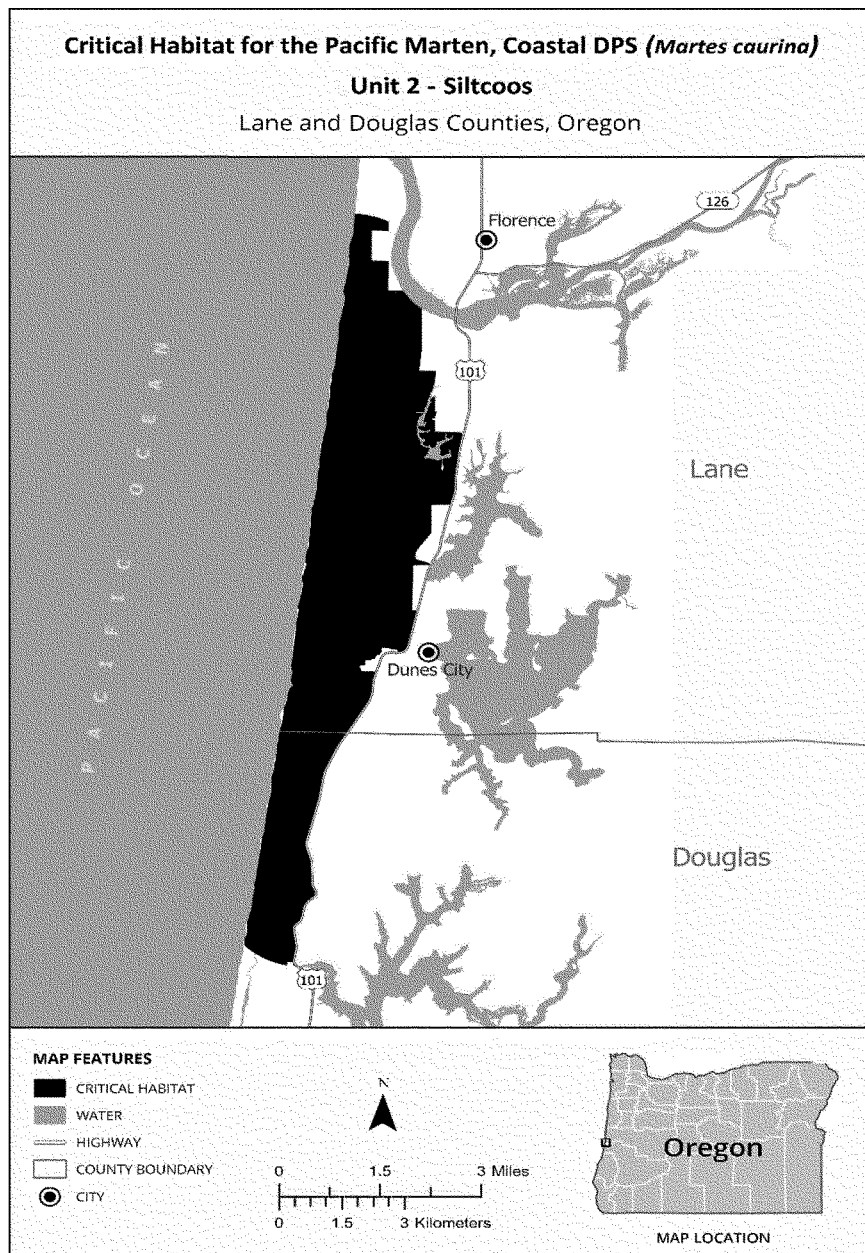 Critical Habitat for the Pacific Marten, Coastal DPS (Martes caurina)
Unit 2 - Siltcoos
Lane and Douglas Counties, Oregon
126
Florence
101
PACIFIC OCEAN
Lane
Dunes City
Douglas
101
MAP FEATURES
CRITICAL HABITAT
WATER
HIGHWAY
COUNTY BOUNDARY
CITY
N
0 1.5 3 Miles
0 1.5 3 Kilometers
Oregon
MAP LOCATION